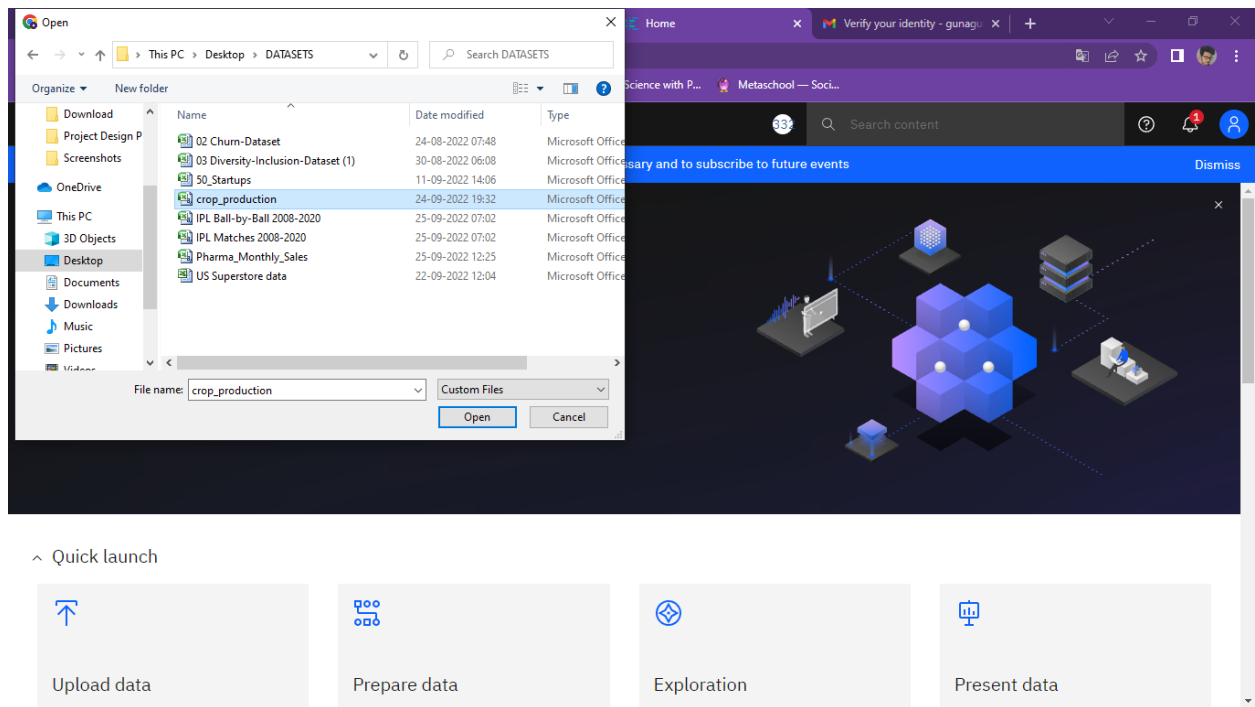 Open
Home
Verify your identity - gunagu
This PC > Desktop > DATASETS
Search DATASETS
Organize
New folder
Science with P...
Metaschool — Soci...
Name
Date modified
Type
Download
Project Design P
Screenshots
OneDrive
This PC
3D Objects
Desktop
Documents
Downloads
Music
Pictures
Videos
02 Churn-Dataset 24-08-2022 07:48 Microsoft Office
03 Diversity-Inclusion-Dataset (1) 30-08-2022 06:08 Microsoft Office
50_Startups 11-09-2022 14:06 Microsoft Office
crop_production 24-09-2022 19:32 Microsoft Office
IPL Ball-by-Ball 2008-2020 25-09-2022 07:02 Microsoft Office
IPL Matches 2008-2020 25-09-2022 07:02 Microsoft Office
Pharma_Monthly_Sales 25-09-2022 12:25 Microsoft Office
US Superstore data 22-09-2022 12:04 Microsoft Office
File name: crop_production
Custom Files
Open
Cancel
332
Search content
1
sary and to subscribe to future events
Dismiss
Quick launch
Upload data
Prepare data
Exploration
Present data